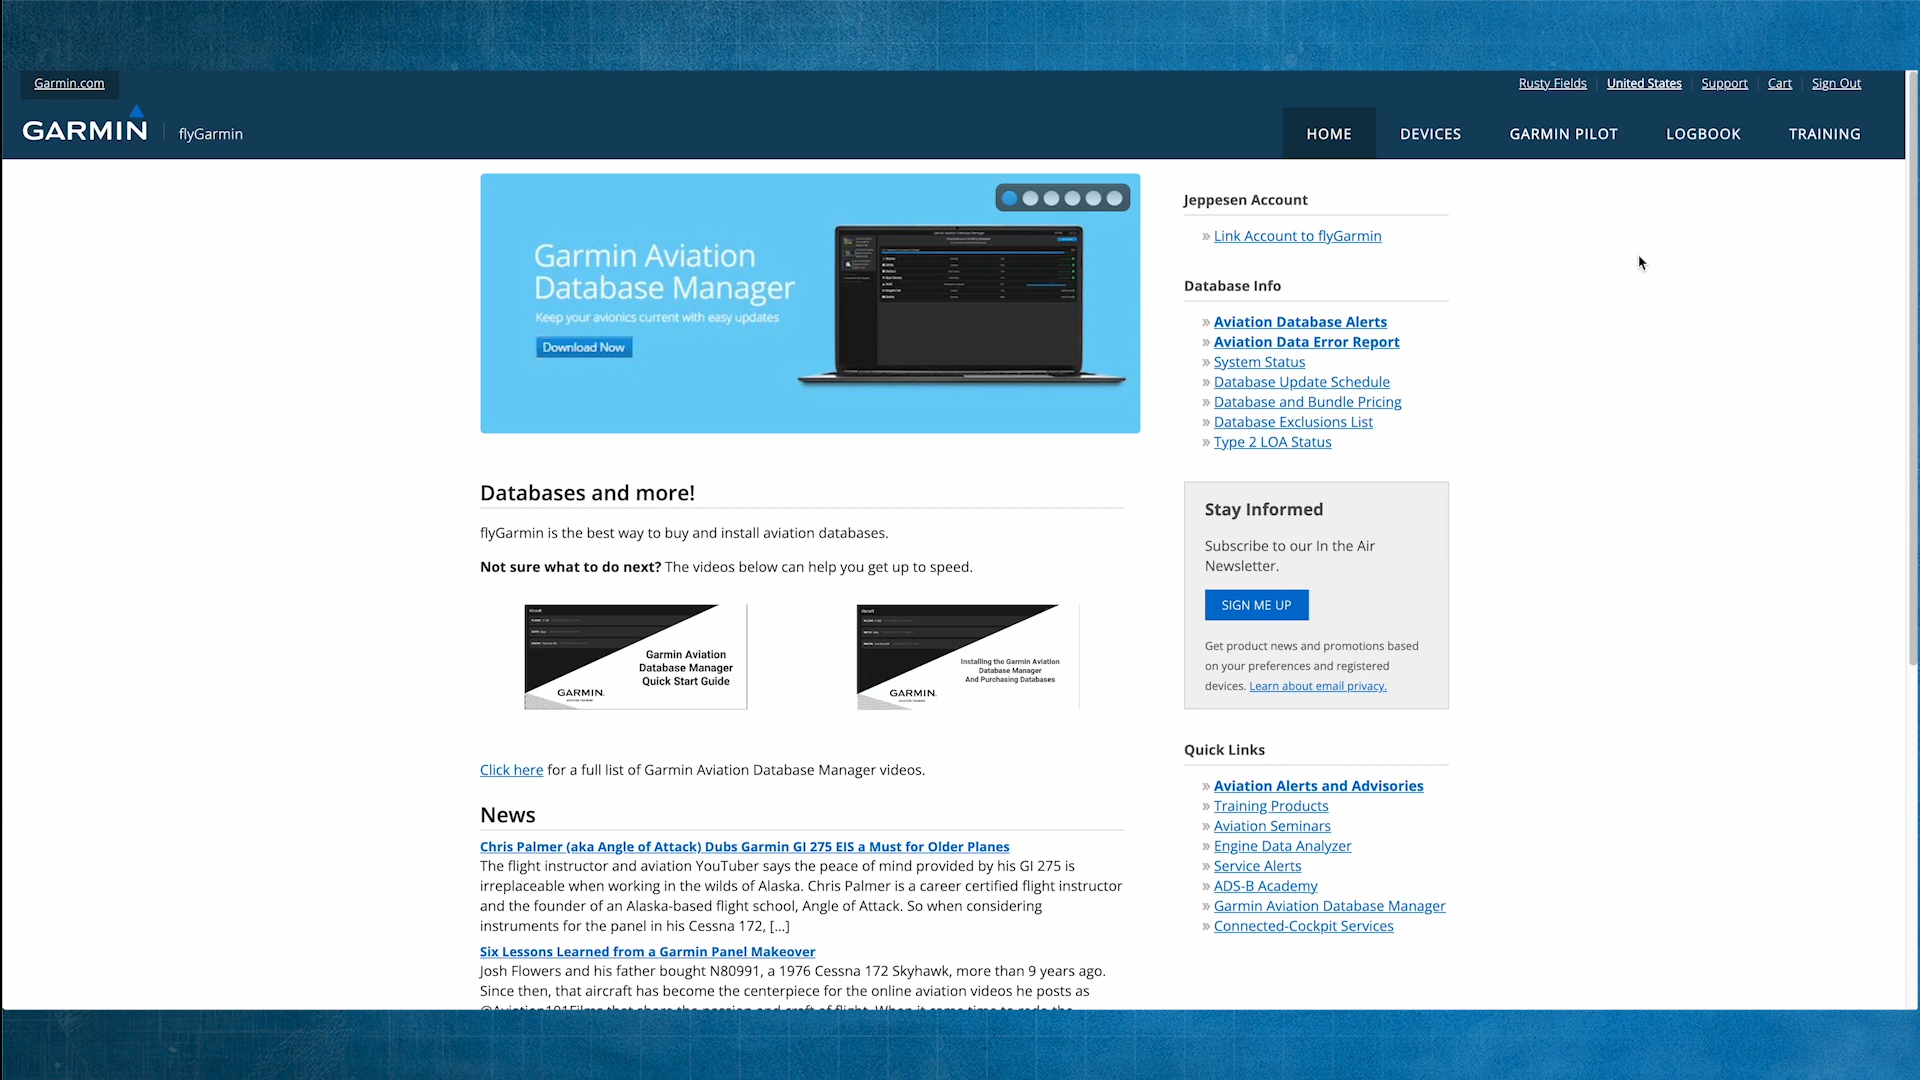 Garmin.com
Rusty Fields
United States
Support
Cart
Sign Out
GARMIN
flyGarmin
HOME
DEVICES
GARMIN PILOT
LOGBOOK
TRAINING
Garmin Aviation
Database Manager
Keep your avionics current with easy updates
Download Now
Jeppesen Account
» Link Account to flyGarmin
Database Info
» Aviation Database Alerts
» Aviation Data Error Report
» System Status
» Database Update Schedule
» Database and Bundle Pricing
» Database Exclusions List
» Type 2 LOA Status
Databases and more!
flyGarmin is the best way to buy and install aviation databases.
Not sure what to do next? The videos below can help you get up to speed.
Garmin Aviation
Database Manager
Quick Start Guide
GARMIN.
AVIATION TRAINING
Installing the Garmin Aviation
Database Manager
And Purchasing Databases
GARMIN.
AVIATION TRAINING
Stay Informed
Subscribe to our In the Air
Newsletter.
SIGN ME UP
Get product news and promotions based
on your preferences and registered
devices. Learn about email privacy.
Click here for a full list of Garmin Aviation Database Manager videos.
News
Chris Palmer (aka Angle of Attack) Dubs Garmin GI 275 EIS a Must for Older Planes
The flight instructor and aviation YouTuber says the peace of mind provided by his GI 275 is
irreplaceable when working in the wilds of Alaska. Chris Palmer is a career certified flight instructor
and the founder of an Alaska-based flight school, Angle of Attack. So when considering
instruments for the panel in his Cessna 172, [...]
Six Lessons Learned from a Garmin Panel Makeover
Josh Flowers and his father bought N80991, a 1976 Cessna 172 Skyhawk, more than 9 years ago.
Since then, that aircraft has become the centerpiece for the online aviation videos he posts as
Quick Links
» Aviation Alerts and Advisories
» Training Products
» Aviation Seminars
» Engine Data Analyzer
» Service Alerts
» ADS-B Academy
» Garmin Aviation Database Manager
» Connected-Cockpit Services